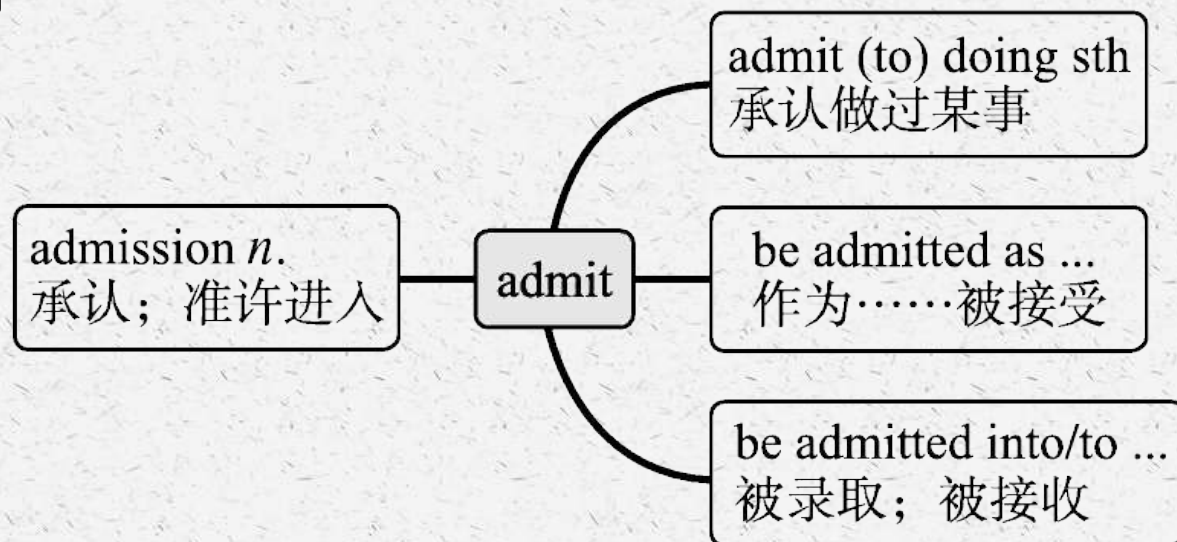 admit (to) doing sth
承认做过某事
admission n.
承认；准许进入
admit
be admitted as ...
作为……被接受
be admitted into/to ...
被录取；被接收